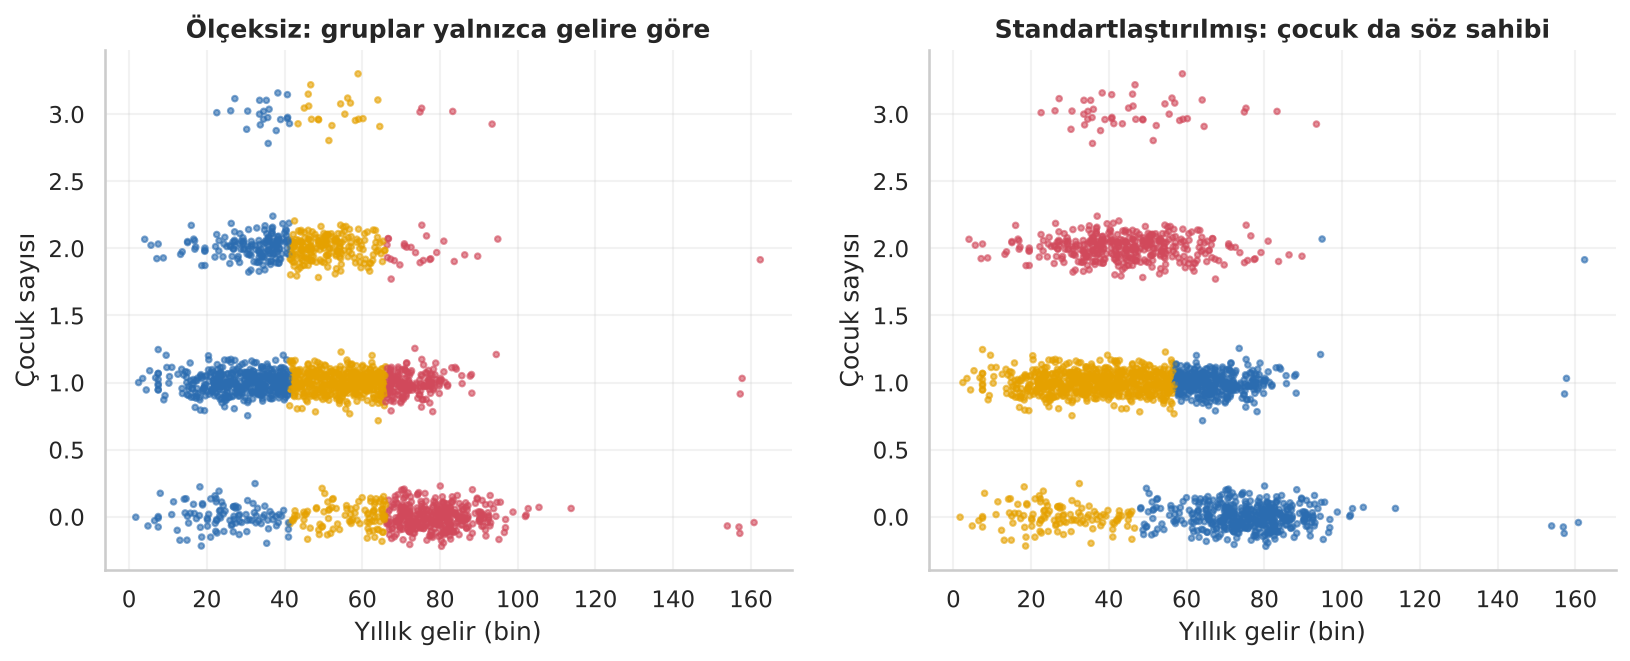 Ölçeksiz: gruplar yalnızca gelire göre
3.0
2.5
2.0
1.5
1.0
0.5
0.0
Çocuk sayısı
0 20 40 60 80 100 120 140 160
Yıllık gelir (bin)
Standartlaştırılmış: çocuk da söz sahibi
3.0
2.5
2.0
1.5
1.0
0.5
0.0
Çocuk sayısı
0 20 40 60 80 100 120 140 160
Yıllık gelir (bin)